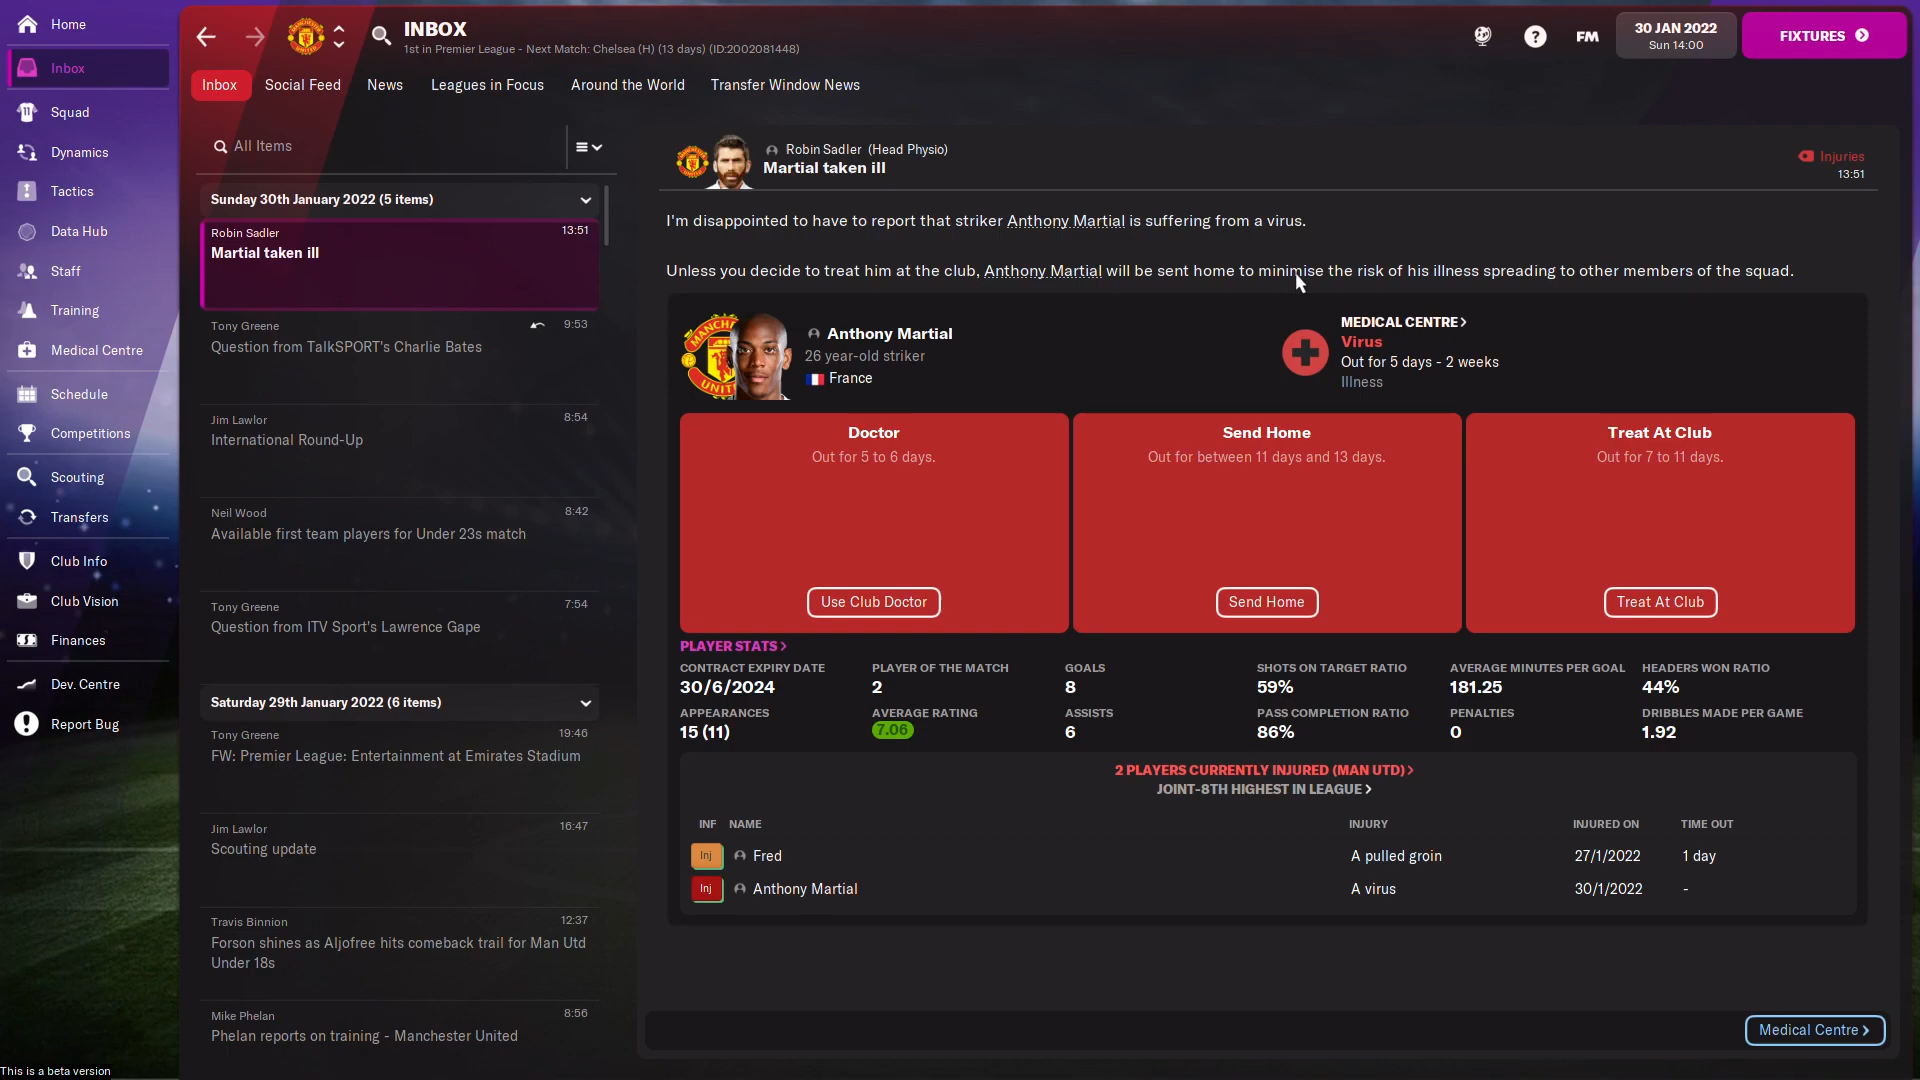 Home
Inbox
Squad
Dynamics
Tactics
Data Hub
Staff
Training
Medical Centre
Schedule
Competitions
Scouting
Transfers
Club Info
Club Vision
Finances
Dev. Centre
Report Bug
This is a beta version
INBOX
1st in Premier League - Next Match: Chelsea (H) (13 days) (ID:2002081448)
FM
30 JAN 2022
Sun 14:00
FIXTURES
Inbox Social Feed News Leagues in Focus Around the World Transfer Window News
All Items
Sunday 30th January 2022 (5 items)
Robin Sadler 13:51
Martial taken ill
Tony Greene 9:53
Question from TalkSPORT's Charlie Bates
Jim Lawlor 8:54
International Round-Up
Neil Wood 8:42
Available first team players for Under 23s match
Tony Greene 7:54
Question from ITV Sport's Lawrence Gape
Saturday 29th January 2022 (6 items)
Tony Greene 19:46
FW: Premier League: Entertainment at Emirates Stadium
Jim Lawlor 16:47
Scouting update
Travis Binnion 12:37
Forson shines as Aljofree hits comeback trail for Man Utd
Under 18s
Mike Phelan 8:56
Phelan reports on training - Manchester United
Robin Sadler (Head Physio)
Martial taken ill
Injuries
13:51
I'm disappointed to have to report that striker Anthony Martial is suffering from a virus.
Unless you decide to treat him at the club, Anthony Martial will be sent home to minimise the risk of his illness spreading to other members of the squad.
Anthony Martial
26 year-old striker
France
MEDICAL CENTRE
Virus
Out for 5 days - 2 weeks
Illness
Doctor
Out for 5 to 6 days.
Use Club Doctor
Send Home
Out for between 11 days and 13 days.
Send Home
Treat At Club
Out for 7 to 11 days.
Treat At Club
PLAYER STATS
CONTRACT EXPIRY DATE PLAYER OF THE MATCH GOALS SHOTS ON TARGET RATIO AVERAGE MINUTES PER GOAL HEADERS WON RATIO
30/6/2024 2 8 59% 181.25 44%
APPEARANCES AVERAGE RATING ASSISTS PASS COMPLETION RATIO PENALTIES DRIBBLES MADE PER GAME
15 (11) 7.06 6 86% 0 1.92
2 PLAYERS CURRENTLY INJURED (MAN UTD)
JOINT-8TH HIGHEST IN LEAGUE
INF NAME INJURY INJURED ON TIME OUT
Inj Fred A pulled groin 27/1/2022 1 day
Inj Anthony Martial A virus 30/1/2022 -
Medical Centre